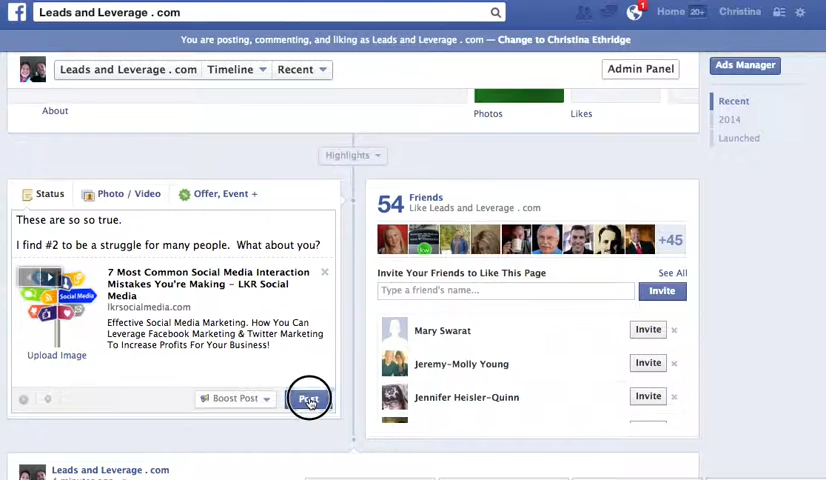 Leads and Leverage . com
1
Home 20+ Christina
You are posting, commenting, and liking as Leads and Leverage . com — Change to Christina Ethridge
Leads and Leverage . com Timeline Recent Admin Panel
Ads Manager
Recent
2014
Launched
About Photos Likes
Highlights
Status Photo / Video Offer, Event +
These are so so true.
I find #2 to be a struggle for many people. What about you?
7 Most Common Social Media Interaction
Mistakes You're Making – LKR Social
Media
lkrsocialmedia.com
Effective Social Media Marketing. How You Can
Leverage Facebook Marketing & Twitter Marketing
To Increase Profits For Your Business!
Social Media
Upload Image
Boost Post Post
54 Friends
Like Leads and Leverage . com
+45
Invite Your Friends to Like This Page See All
Type a friend's name... Invite
Mary Swarat Invite
Jeremy-Molly Young Invite
Jennifer Heisler-Quinn Invite
Leads and Leverage . com